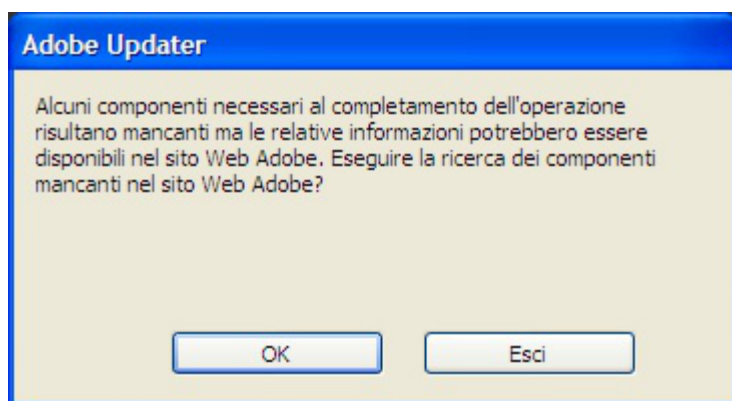 Adobe Updater
Alcuni componenti necessari al completamento dell'operazione
risultano mancanti ma le relative informazioni potrebbero essere
disponibili nel sito Web Adobe. Eseguire la ricerca dei componenti
mancanti nel sito Web Adobe?
OK Esci